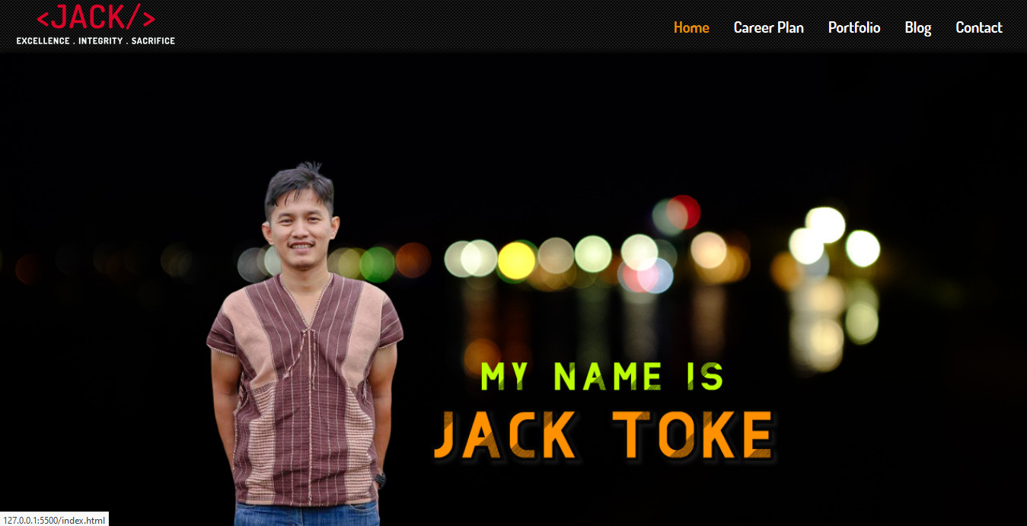 <JACK/>
EXCELLENCE . INTEGRITY . SACRIFICE
Home Career Plan Portfolio Blog Contact
MY NAME IS
JACK TOKE
127.0.0.1:5500/index.html